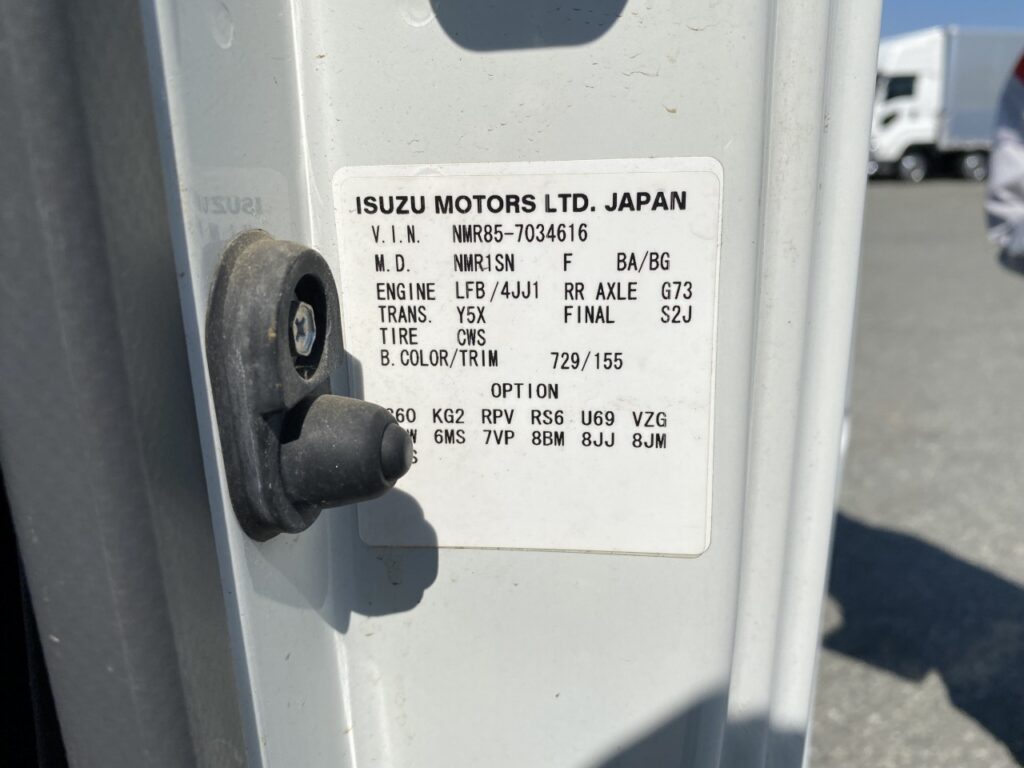 ISUZU MOTORS LTD. JAPAN
V.I.N. NMR85-7034616
M.D. NMR1SN F BA/BG
ENGINE LFB/4JJ1 RR AXLE G73
TRANS. Y5X FINAL S2J
TIRE CWS
B.COLOR/TRIM 729/155
OPTION
KG2 RPV RS6 U69 VZG
6MS 7VP 8BM 8JJ 8JM